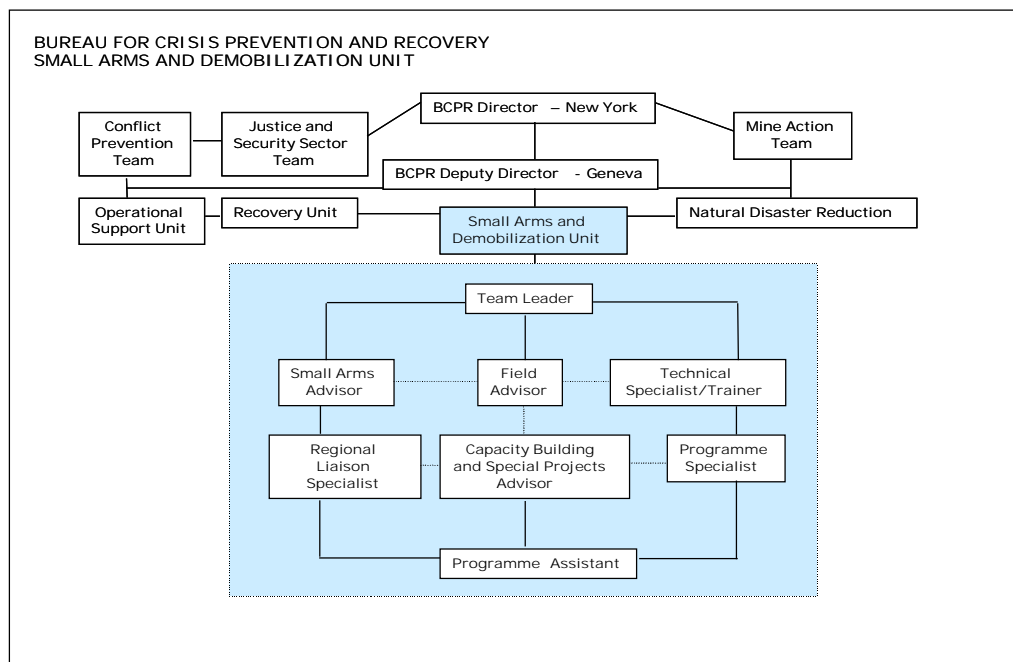 BUREAU FOR CRISIS PREVENTION AND RECOVERY
SMALL ARMS AND DEMOBILIZATION UNIT
BCPR Director – New York
Conflict
Prevention
Team
Justice and
Security Sector
Team
Mine Action
Team
BCPR Deputy Director - Geneva
Operational
Support Unit
Recovery Unit
Small Arms and
Demobilization Unit
Natural Disaster Reduction
Team Leader
Small Arms
Advisor
Field
Advisor
Technical
Specialist/Trainer
Regional
Liaison
Specialist
Capacity Building
and Special Projects
Advisor
Programme
Specialist
Programme Assistant